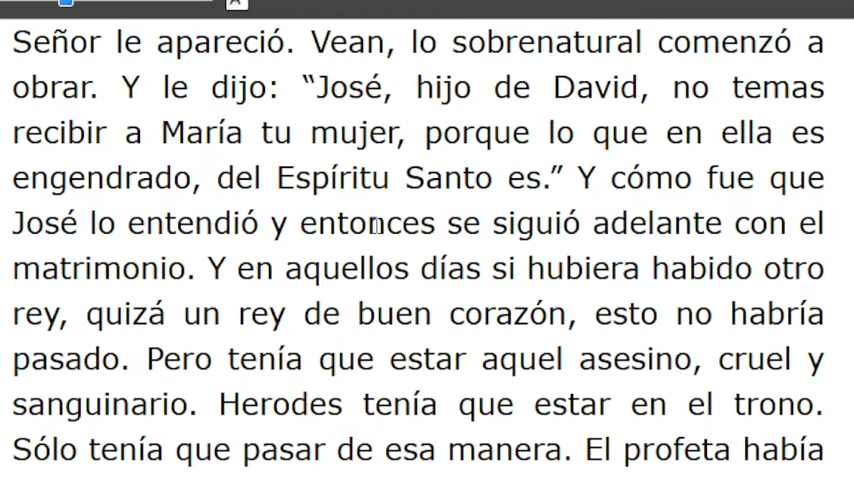 Señor le apareció. Vean, lo sobrenatural comenzó a
obrar. Y le dijo: “José, hijo de David, no temas
recibir a María tu mujer, porque lo que en ella es
engendrado, del Espíritu Santo es.” Y cómo fue que
José lo entendió y entonces se siguió adelante con el
matrimonio. Y en aquellos días si hubiera habido otro
rey, quizá un rey de buen corazón, esto no habría
pasado. Pero tenía que estar aquel asesino, cruel y
sanguinario. Herodes tenía que estar en el trono.
Sólo tenía que pasar de esa manera. El profeta había